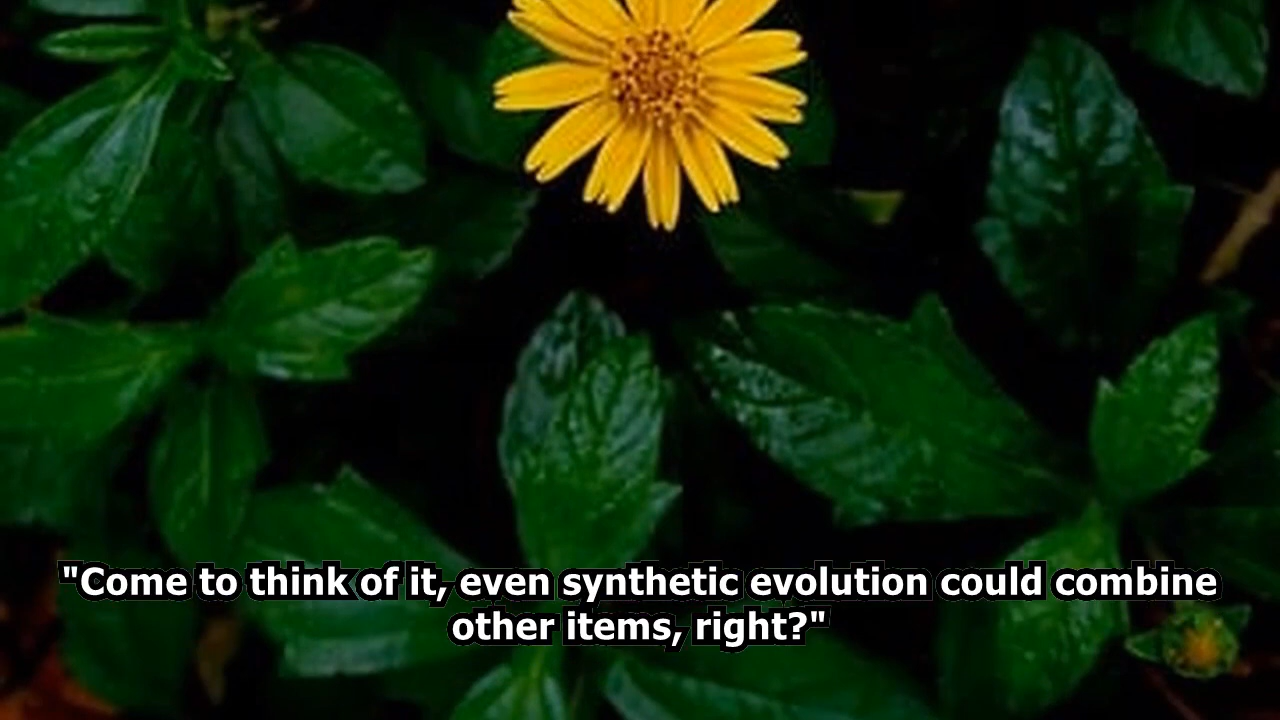 "Come to think of it, even synthetic evolution could combine
other items, right?"